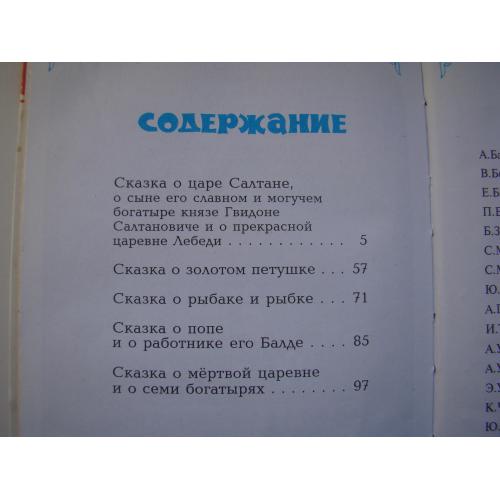 СОДЕРЖАНИЕ
Сказка о царе Салтане,
о сыне его славном и могучем
богатыре князе Гвидоне
Салтановиче и о прекрасной
царевне Лебеди . . . . . . . . . . . . 5
Сказка о золотом петушке . . . 57
Сказка о рыбаке и рыбке . . . 71
Сказка о попе
и о работнике его Балде . . . . 85
Сказка о мёртвой царевне
и о семи богатырях . . . . . . . . 97